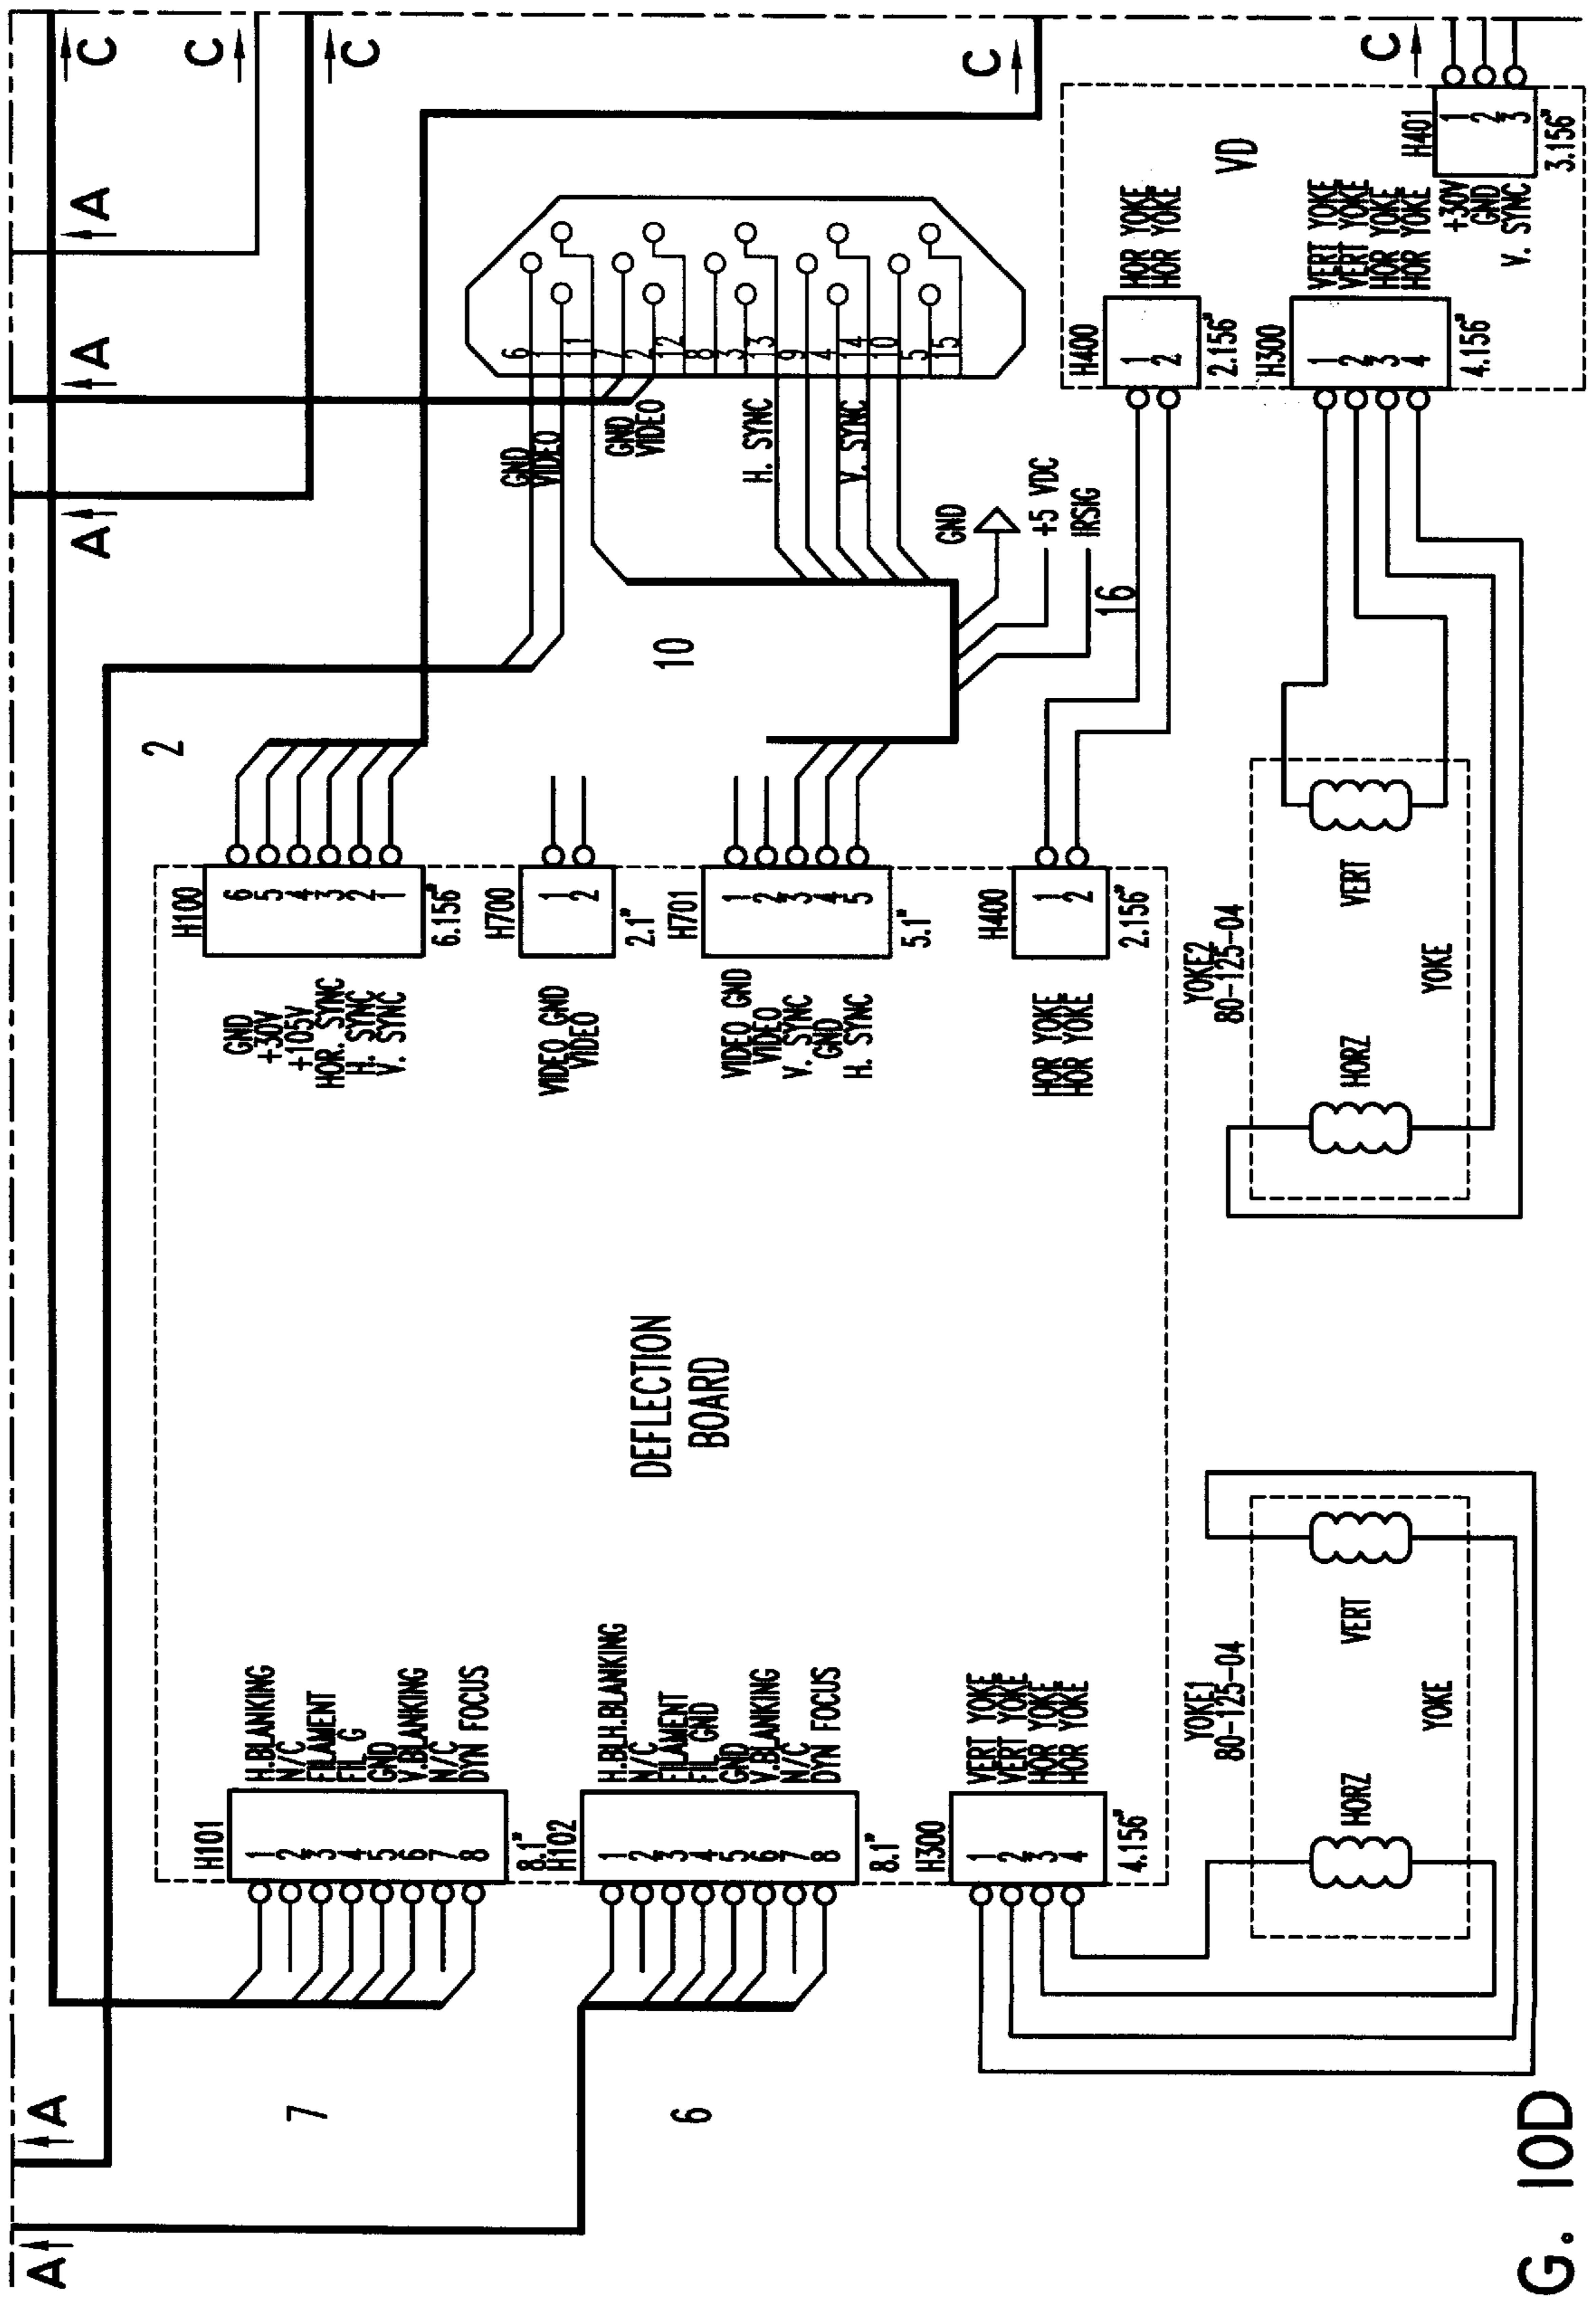 A
A
7
6
H101
1
2
3
4
5
6
7
8
8.1"
H.BLANKING
N/C
FILAMENT
FIL G
GND
V.BLANKING
N/C
DYN FOCUS
H102
1
2
3
4
5
6
7
8
8.1"
H.BLH.BLANKING
N/C
FILAMENT
FIL GND
GND
V.BLANKING
N/C
DYN FOCUS
H300
1
2
3
4
4.156"
VERT YOKE
VERT YOKE
HOR YOKE
HOR YOKE
DEFLECTION
BOARD
YOKE1
80-125-04
HORZ
VERT
YOKE
GND
+30V
+105V
HOR. SYNC
H. SYNC
V. SYNC
H100
6
5
4
3
2
1
6.156"
VIDEO GND
VIDEO
H700
1
2
2.1"
VIDEO GND
VIDEO
V. SYNC
GND
H. SYNC
H701
1
2
3
4
5
5.1"
HOR YOKE
HOR YOKE
H400
1
2
2.156"
YOKE2
80-125-04
HORZ
VERT
YOKE
2
10
16
GND
+5 VDC
IRSIG
A
A
A
GND
VIDEO
GND
VIDEO
H. SYNC
V. SYNC
6
1
11
7
2
12
8
3
13
9
4
14
10
5
15
C
C
C
C
C
VD
H400
1
2
2.156"
HOR YOKE
HOR YOKE
H300
1
2
3
4
4.156"
VERT YOKE
VERT YOKE
HOR YOKE
HOR YOKE
H401
1
2
3
3.156"
+30V
GND
V. SYNC
G. 10D